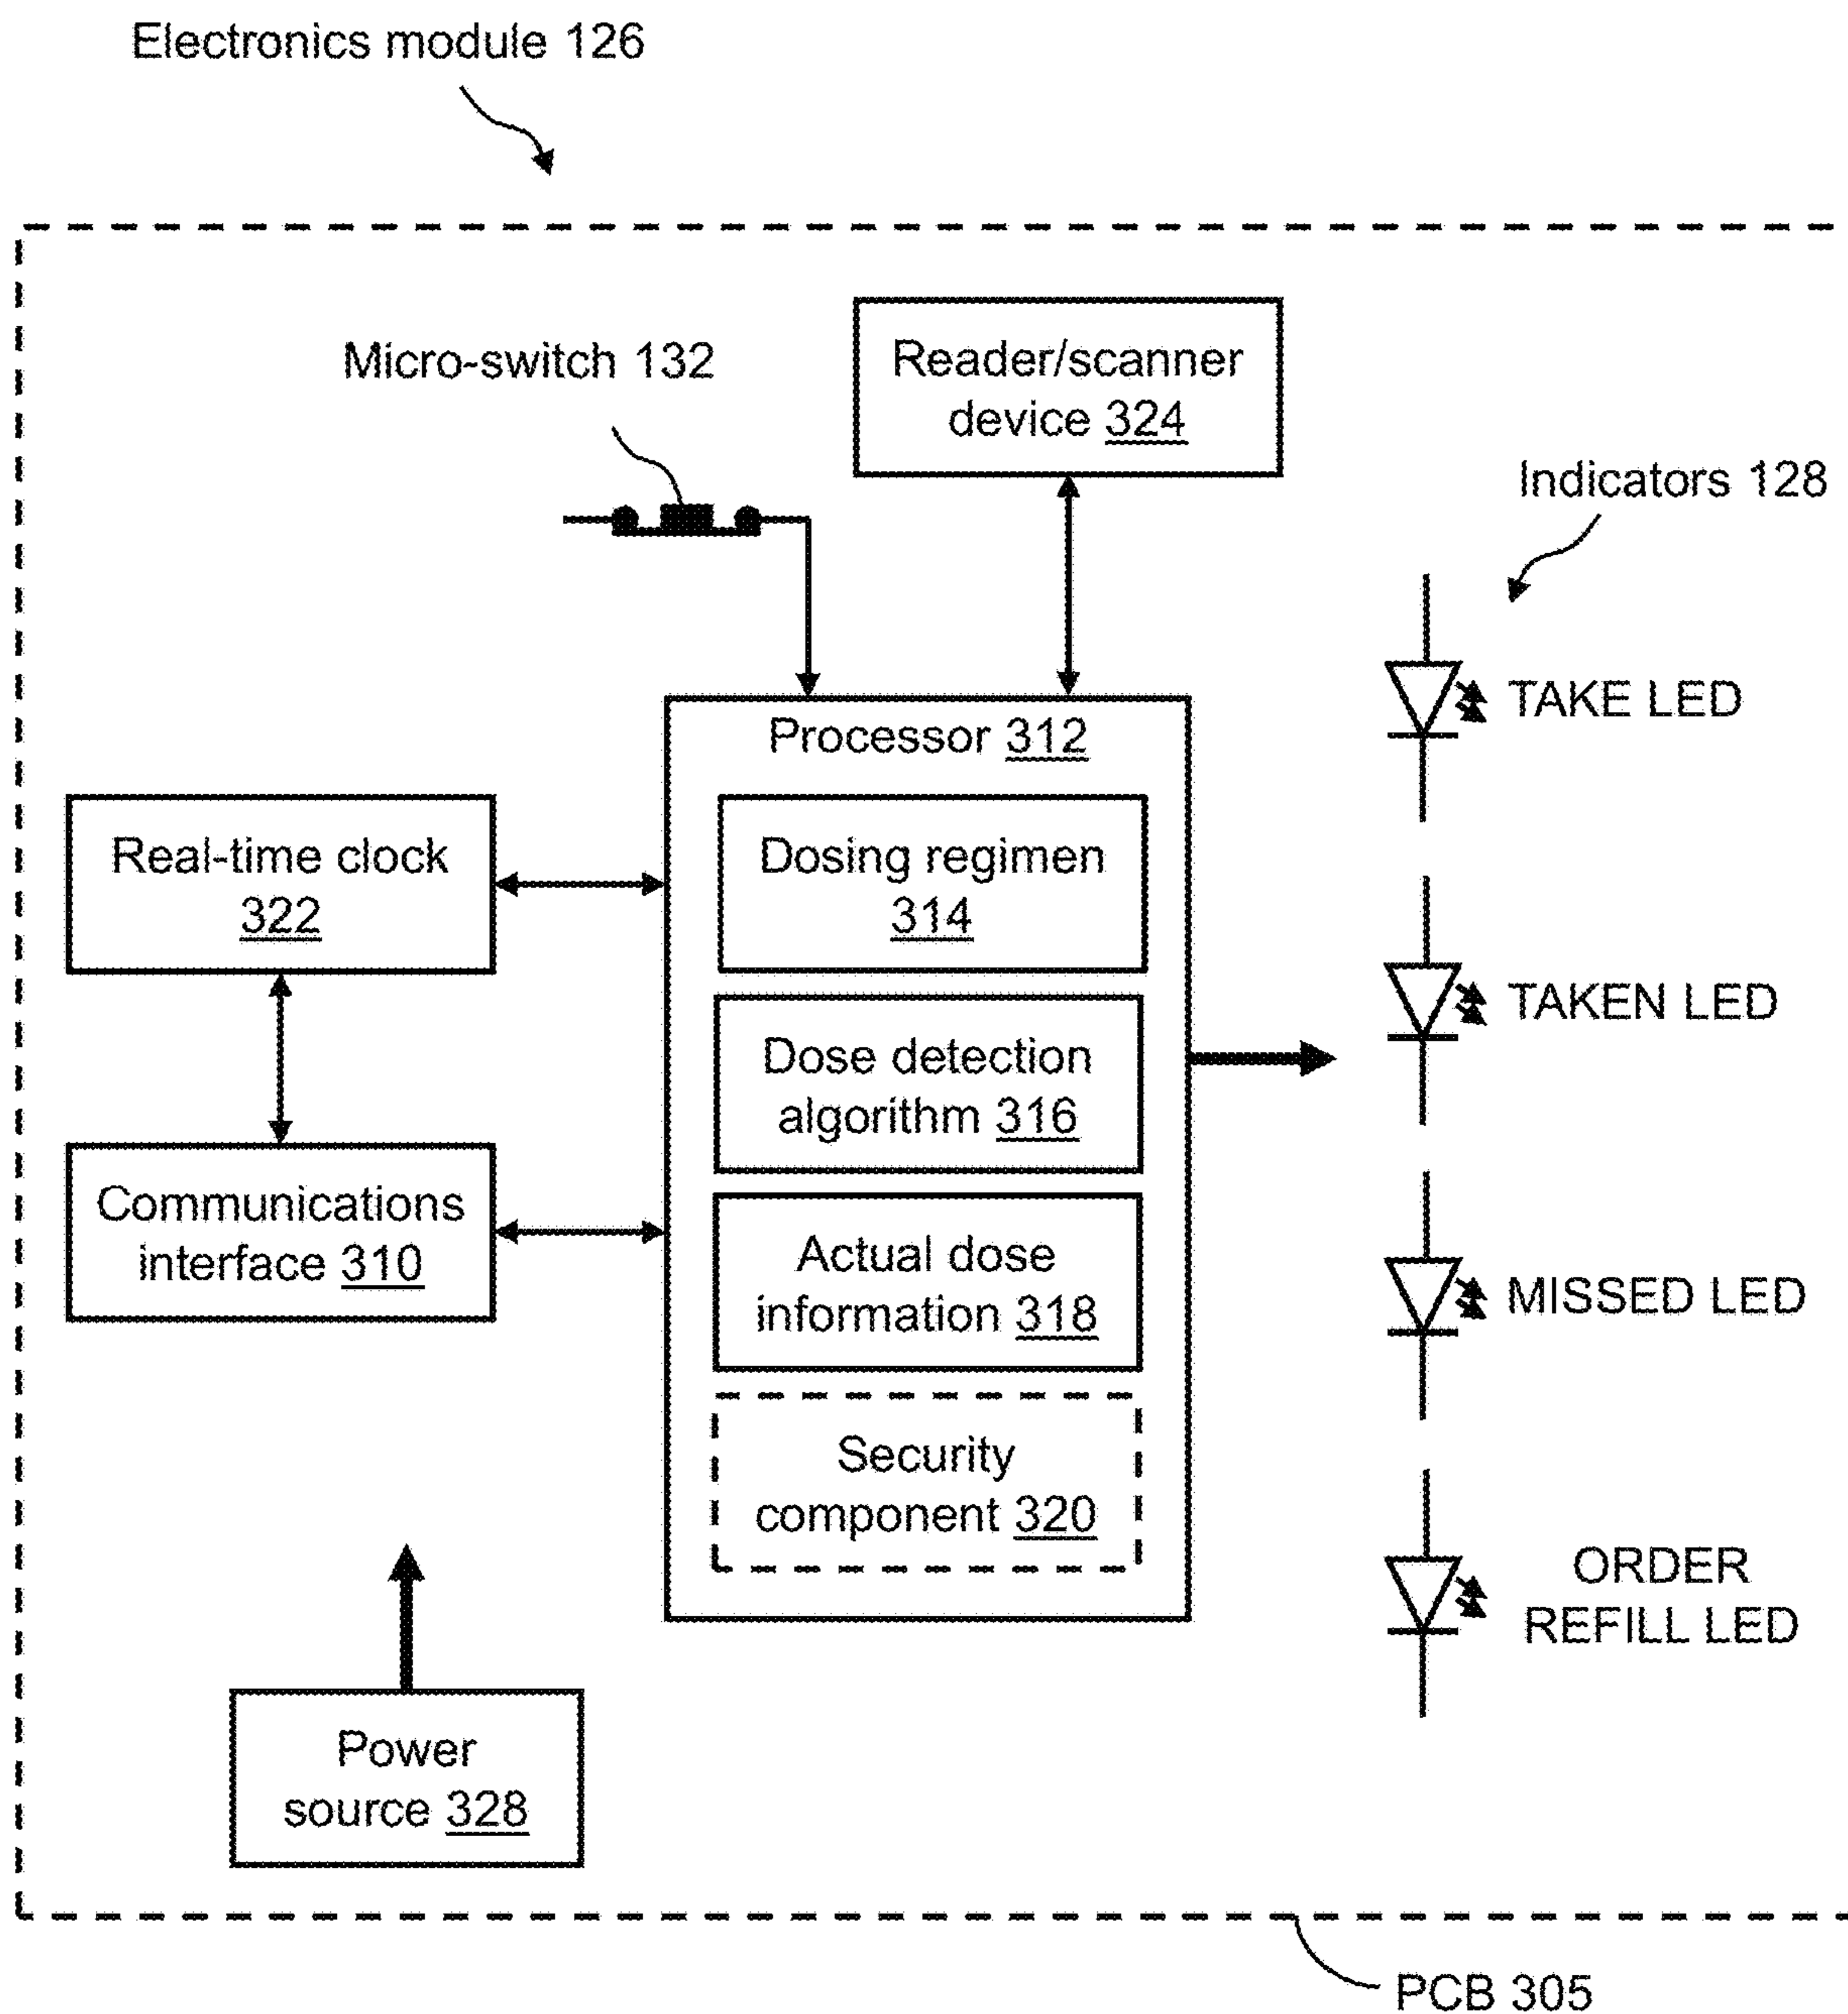 Electronics module 126
Micro-switch 132
Reader/scanner
device 324
Indicators 128
TAKE LED
Processor 312
Real-time clock
322
Dosing regimen
314
TAKEN LED
Dose detection
algorithm 316
Communications
interface 310
Actual dose
information 318
MISSED LED
Security
component 320
ORDER
REFILL LED
Power
source 328
PCB 305